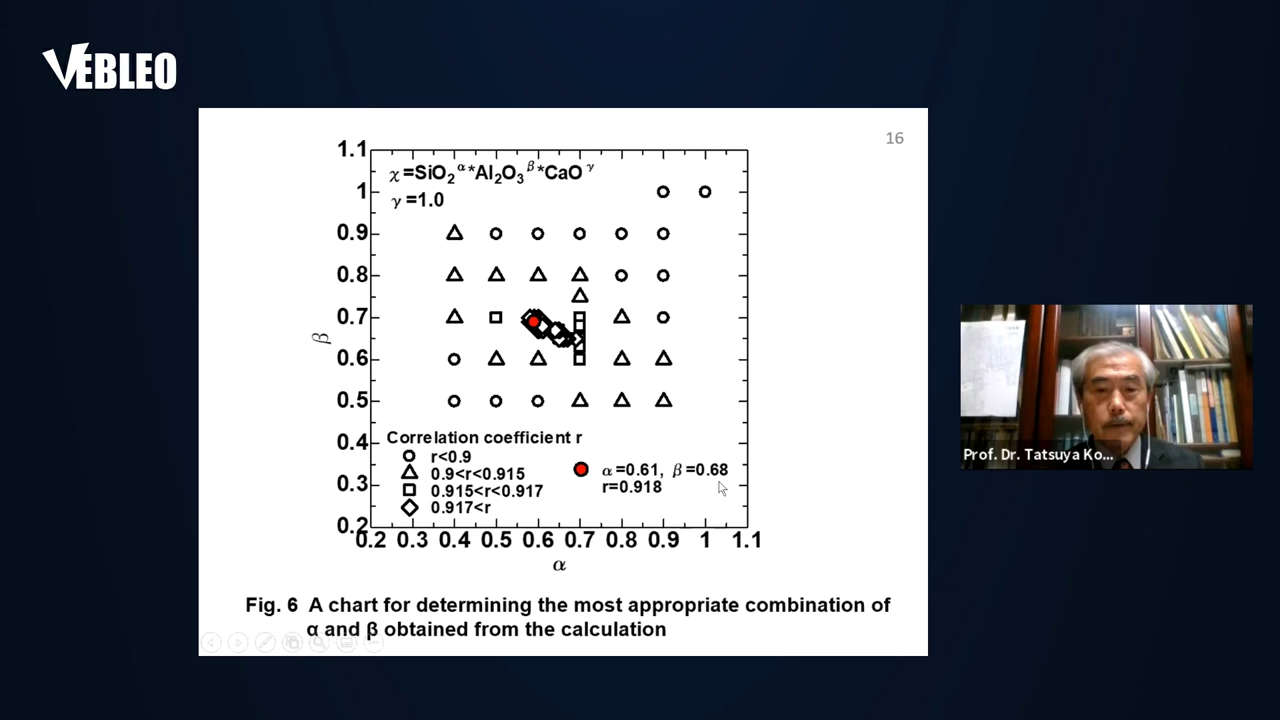 VEBLEO
16
1.1
χ=SiO₂^α*Al₂O₃^β*CaO^γ
1
γ=1.0
0.9
0.8
0.7
β
0.6
0.5
0.4
Correlation coefficient r
r<0.9
0.9<r<0.915
α=0.61, β=0.68
0.3
0.915<r<0.917
r=0.918
0.917<r
0.2
0.2 0.3 0.4 0.5 0.6 0.7 0.8 0.9 1 1.1
α
Fig. 6 A chart for determining the most appropriate combination of
α and β obtained from the calculation
Prof. Dr. Tatsuya Ko...